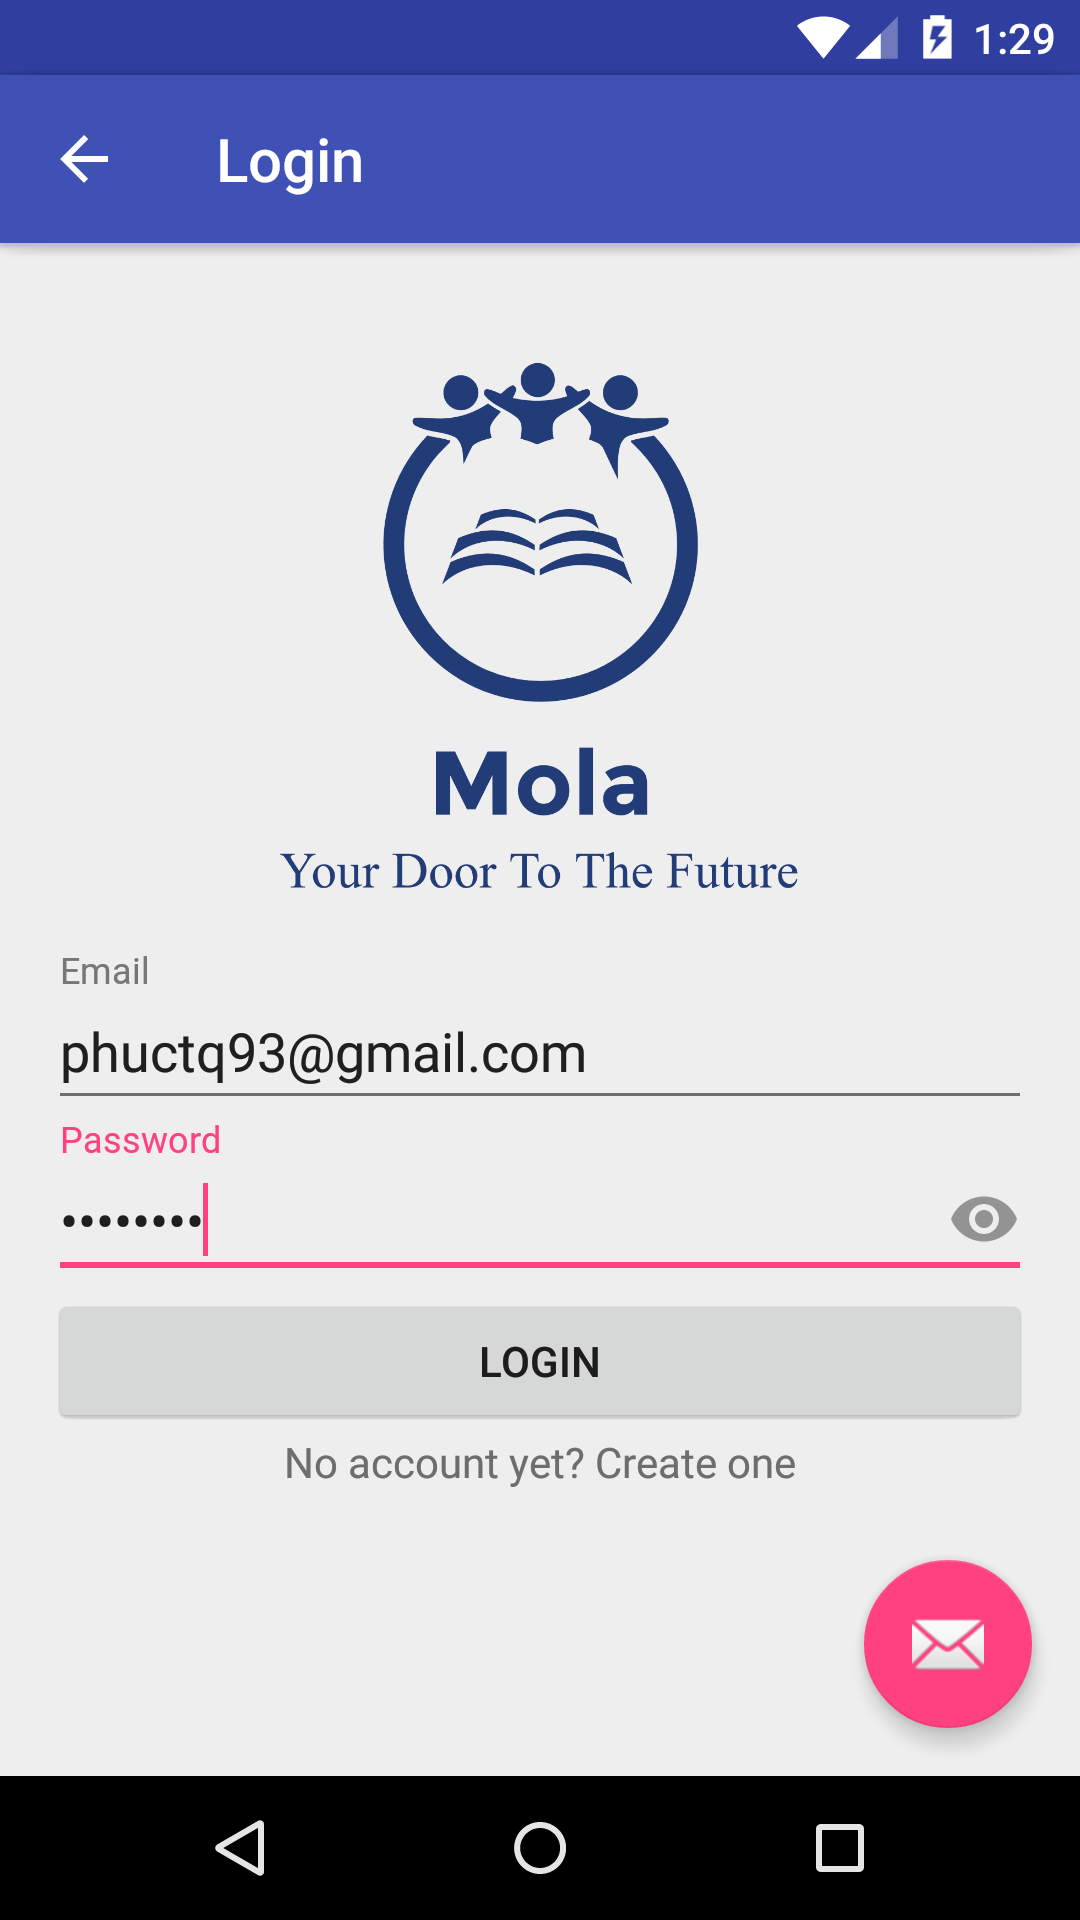 1:29
Login
Mola
Your Door To The Future
Email
phuctq93@gmail.com
Password
••••••••
LOGIN
No account yet? Create one